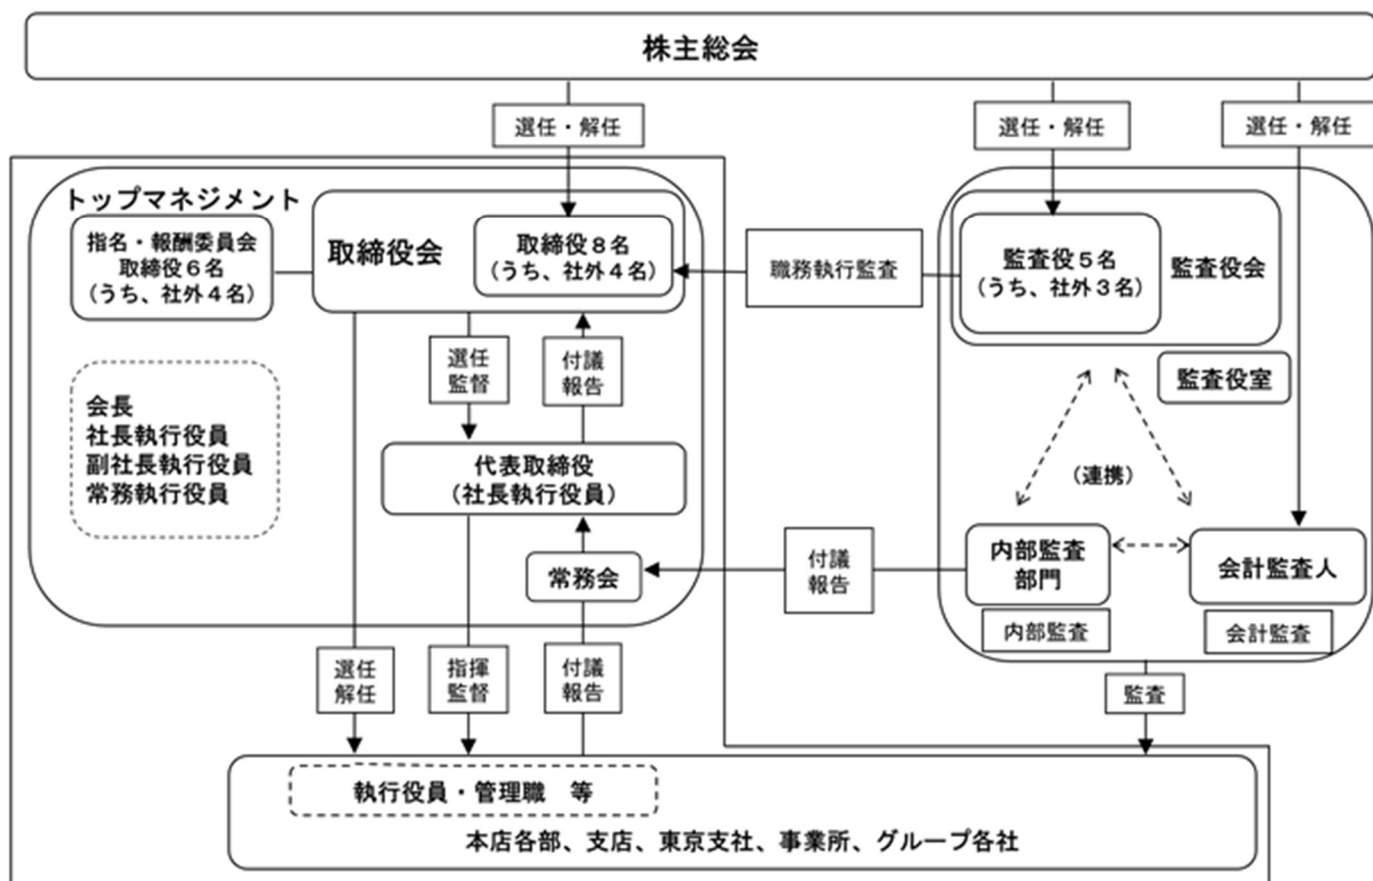 株主総会
選任・解任
選任・解任
選任・解任
トップマネジメント
指名・報酬委員会
取締役6名
(うち、社外4名)
取締役会
取締役8名
(うち、社外4名)
職務執行監査
監査役5名
(うち、社外3名)
監査役会
監査役室
選任
監督
付議
報告
会長
社長執行役員
副社長執行役員
常務執行役員
代表取締役
(社長執行役員)
(連携)
常務会
付議
報告
内部監査
部門
会計監査人
内部監査
会計監査
選任
解任
指揮
監督
付議
報告
監査
執行役員・管理職 等
本店各部、支店、東京支社、事業所、グループ各社